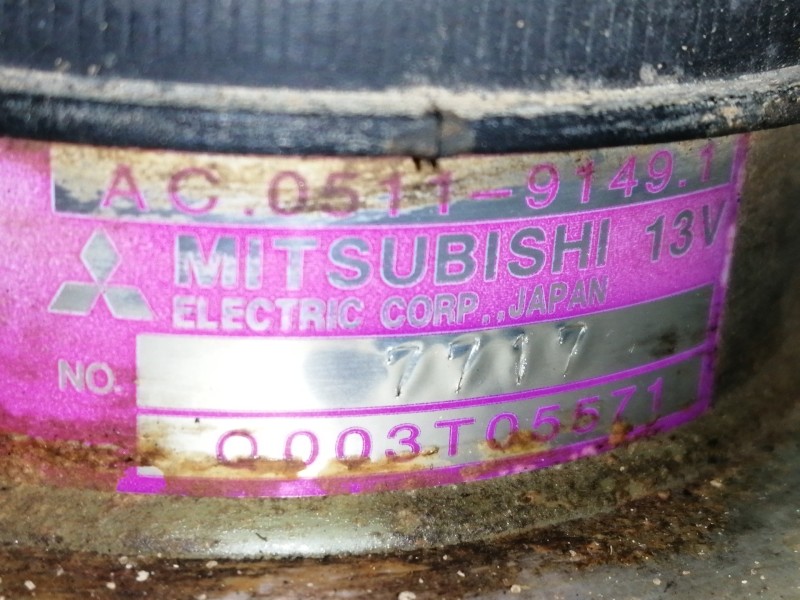 AC.0511-9149.1
MITSUBISHI 13V
ELECTRIC CORP., JAPAN
NO. 7717
Q003T05571